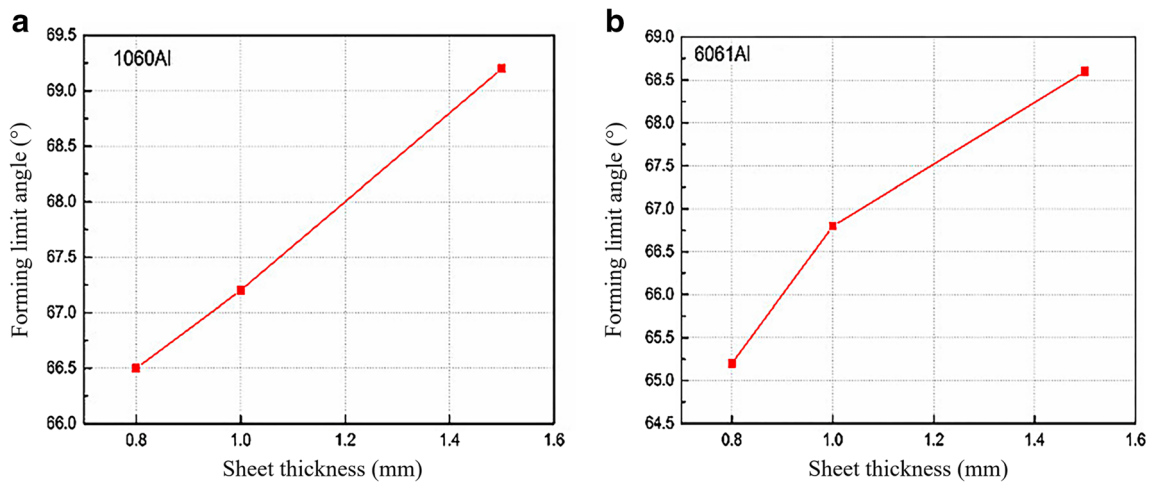 a
1060Al
Forming limit angle (°)
69.5
69.0
68.5
68.0
67.5
67.0
66.5
66.0
0.8 1.0 1.2 1.4 1.6
Sheet thickness (mm)
b
6061Al
Forming limit angle (°)
69.0
68.5
68.0
67.5
67.0
66.5
66.0
65.5
65.0
64.5
0.8 1.0 1.2 1.4 1.6
Sheet thickness (mm)